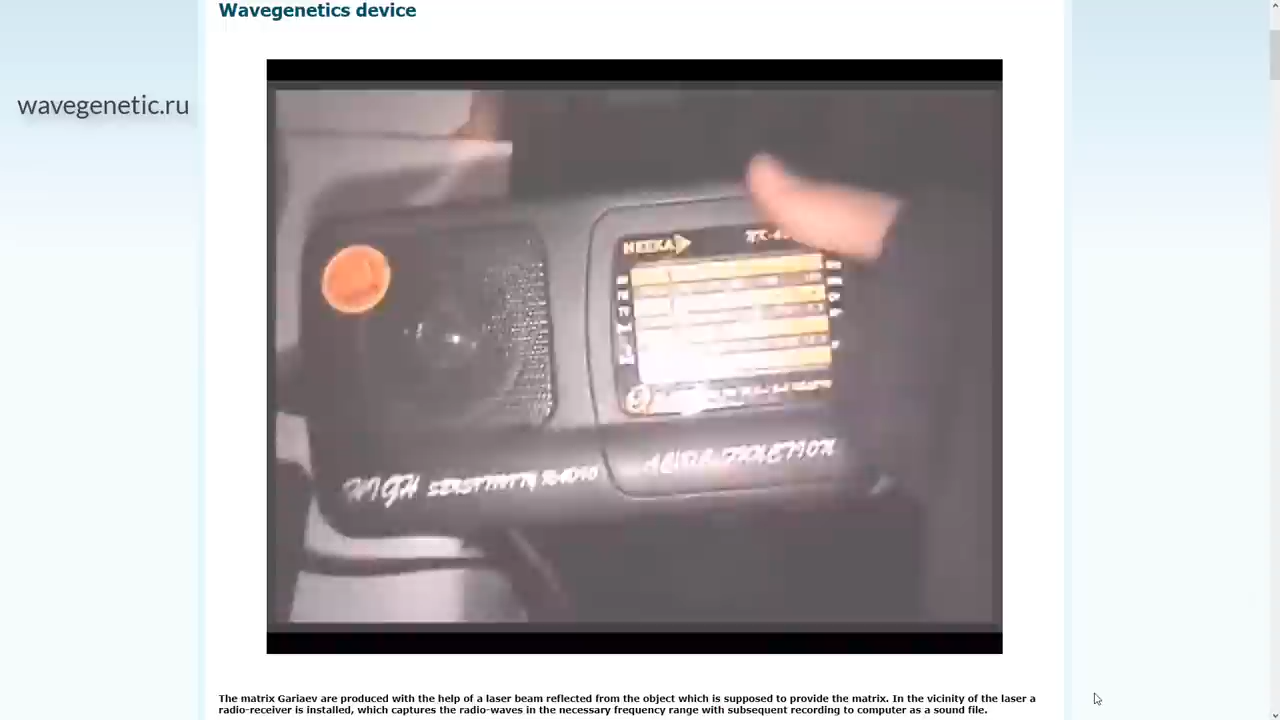 Wavegenetics device
wavegenetic.ru
NEEKA
HIGH SENSITIVITY RADIO
The matrix Gariaev are produced with the help of a laser beam reflected from the object which is supposed to provide the matrix. In the vicinity of the laser a
radio-receiver is installed, which captures the radio-waves in the necessary frequency range with subsequent recording to computer as a sound file.